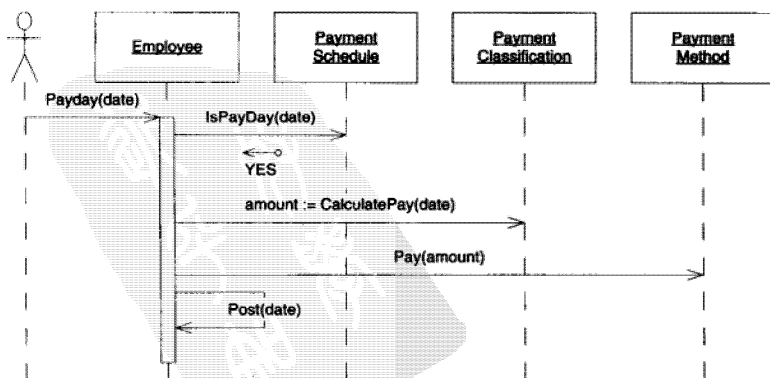 Employee
Payment
Schedule
Payment
Classification
Payment
Method
Payday(date)
IsPayDay(date)
YES
amount := CalculatePay(date)
Pay(amount)
Post(date)